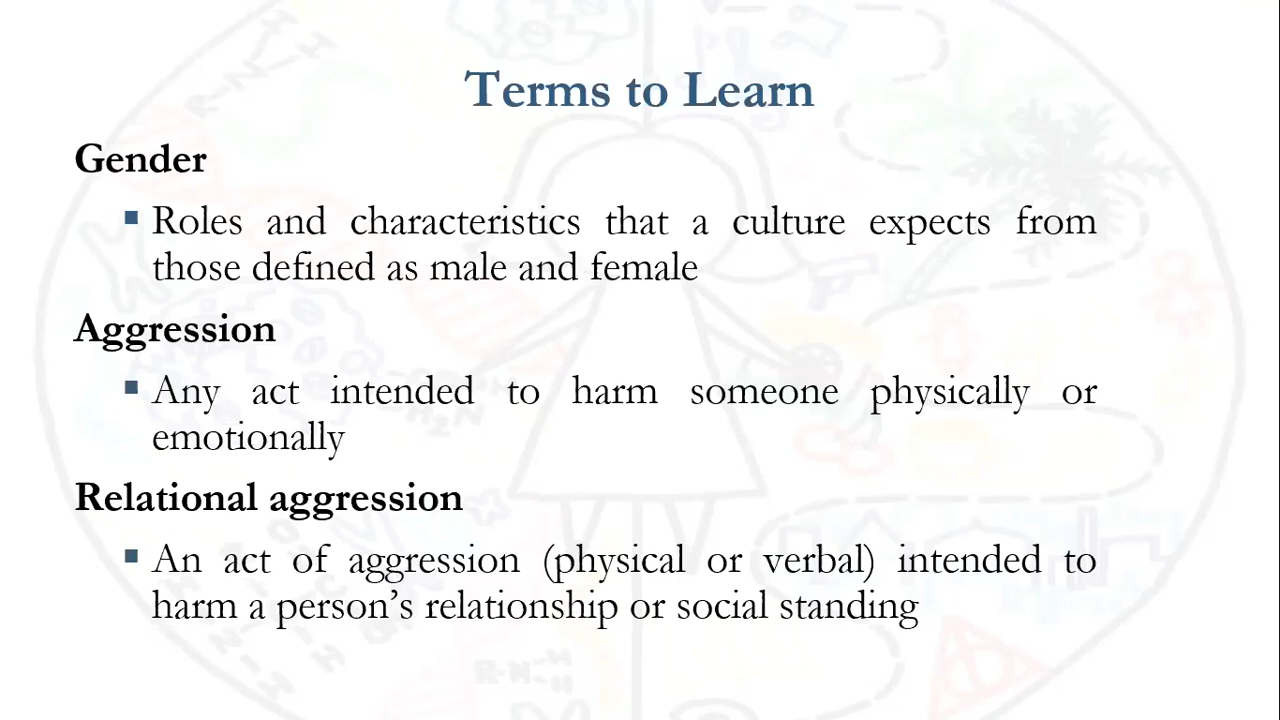 Terms to Learn
Gender
▪ Roles and characteristics that a culture expects from
those defined as male and female
Aggression
▪ Any act intended to harm someone physically or
emotionally
Relational aggression
▪ An act of aggression (physical or verbal) intended to
harm a person’s relationship or social standing